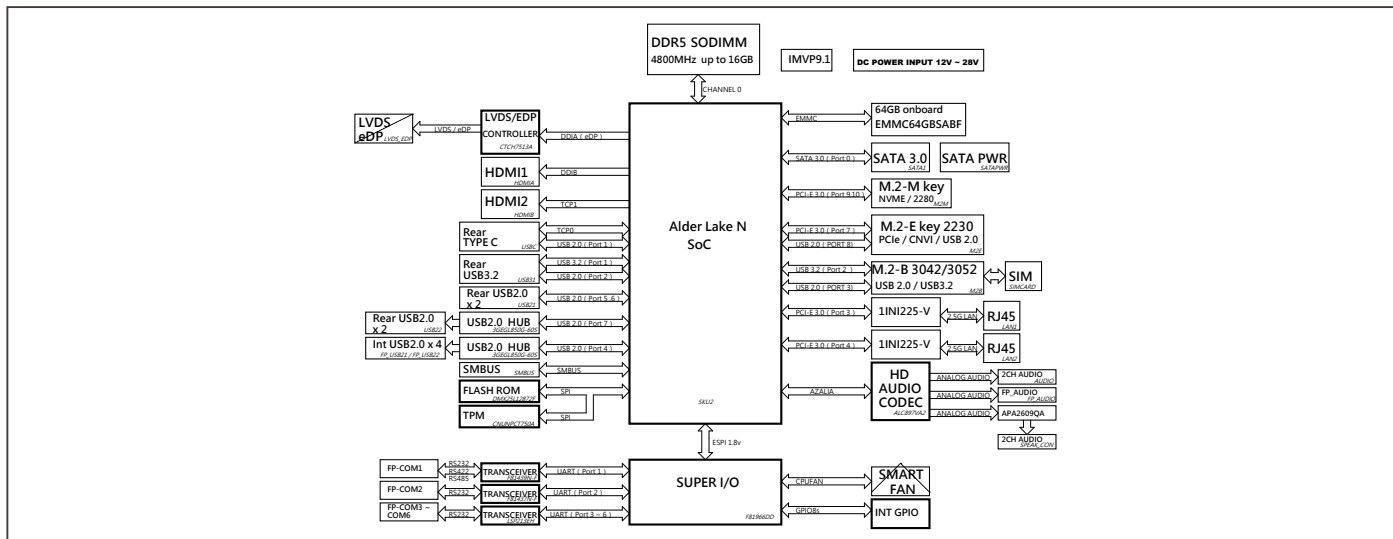 DDR5 SODIMM
4800MHz up to 16GB
IMVP9.1
DC POWER INPUT 12V ~ 28V
CHANNEL 0
LVDS
eDP
LVDS_EDP
LVDS / eDP
LVDS/EDP
CONTROLLER
CTCH7513A
DDIA ( eDP )
HDMI1
HDMIA
DDIB
HDMI2
HDMIB
TCP1
Rear
TYPE C
USBC
TCP0
USB 2.0 ( Port 1 )
Rear
USB3.2
USB31
USB 3.2 ( Port 1 )
USB 2.0 ( Port 2 )
Rear USB2.0
x 2
USB21
USB 2.0 ( Port 5 ,6 )
Rear USB2.0
x 2
USB22
USB2.0 HUB
3GEGL850G-60S
USB 2.0 ( Port 7 )
Int USB2.0 x 4
FP_USB21 / FP_USB22
USB2.0 HUB
3GEGL850G-60S
USB 2.0 ( Port 4 )
SMBUS
SMBUS
SMBUS
FLASH ROM
DMX25L12872F
SPI
TPM
CNUNPCT750A
SPI
Alder Lake N
SoC
SKU2
EMMC
64GB onboard
EMMC64GBSABF
SATA 3.0 ( Port 0 )
SATA 3.0
SATA1
SATA PWR
SATAPWR
PCI-E 3.0 ( Port 9,10 )
M.2-M key
NVME / 2280
M2M
PCI-E 3.0 ( Port 7 )
USB 2.0 ( PORT 8)
M.2-E key 2230
PCIe / CNVI / USB 2.0
M2E
USB 3.2 ( Port 2 )
USB 2.0 ( PORT 3)
M.2-B 3042/3052
USB 2.0 / USB3.2
M2B
SIM
SIMCARD
PCI-E 3.0 ( Port 3 )
1INI225-V
2.5G LAN
RJ45
LAN1
PCI-E 3.0 ( Port 4 )
1INI225-V
2.5G LAN
RJ45
LAN2
AZALIA
HD
AUDIO
CODEC
ALC897VA2
ANALOG AUDIO
2CH AUDIO
AUDIO
ANALOG AUDIO
FP_AUDIO
FP_AUDIO
ANALOG AUDIO
APA2609QA
2CH AUDIO
SPEAK_CON
ESPI 1.8v
FP-COM1
RS232
RS422
RS485
TRANSCEIVER
F81439N-F
UART ( Port 1 )
FP-COM2
RS232
TRANSCEIVER
F81437N-F
UART ( Port 2 )
FP-COM3 ~
COM6
RS232
TRANSCEIVER
LSP213EH
UART ( Port 3 ~ 6 )
SUPER I/O
F81966DD
CPUFAN
SMART
FAN
GPIO8s
INT GPIO